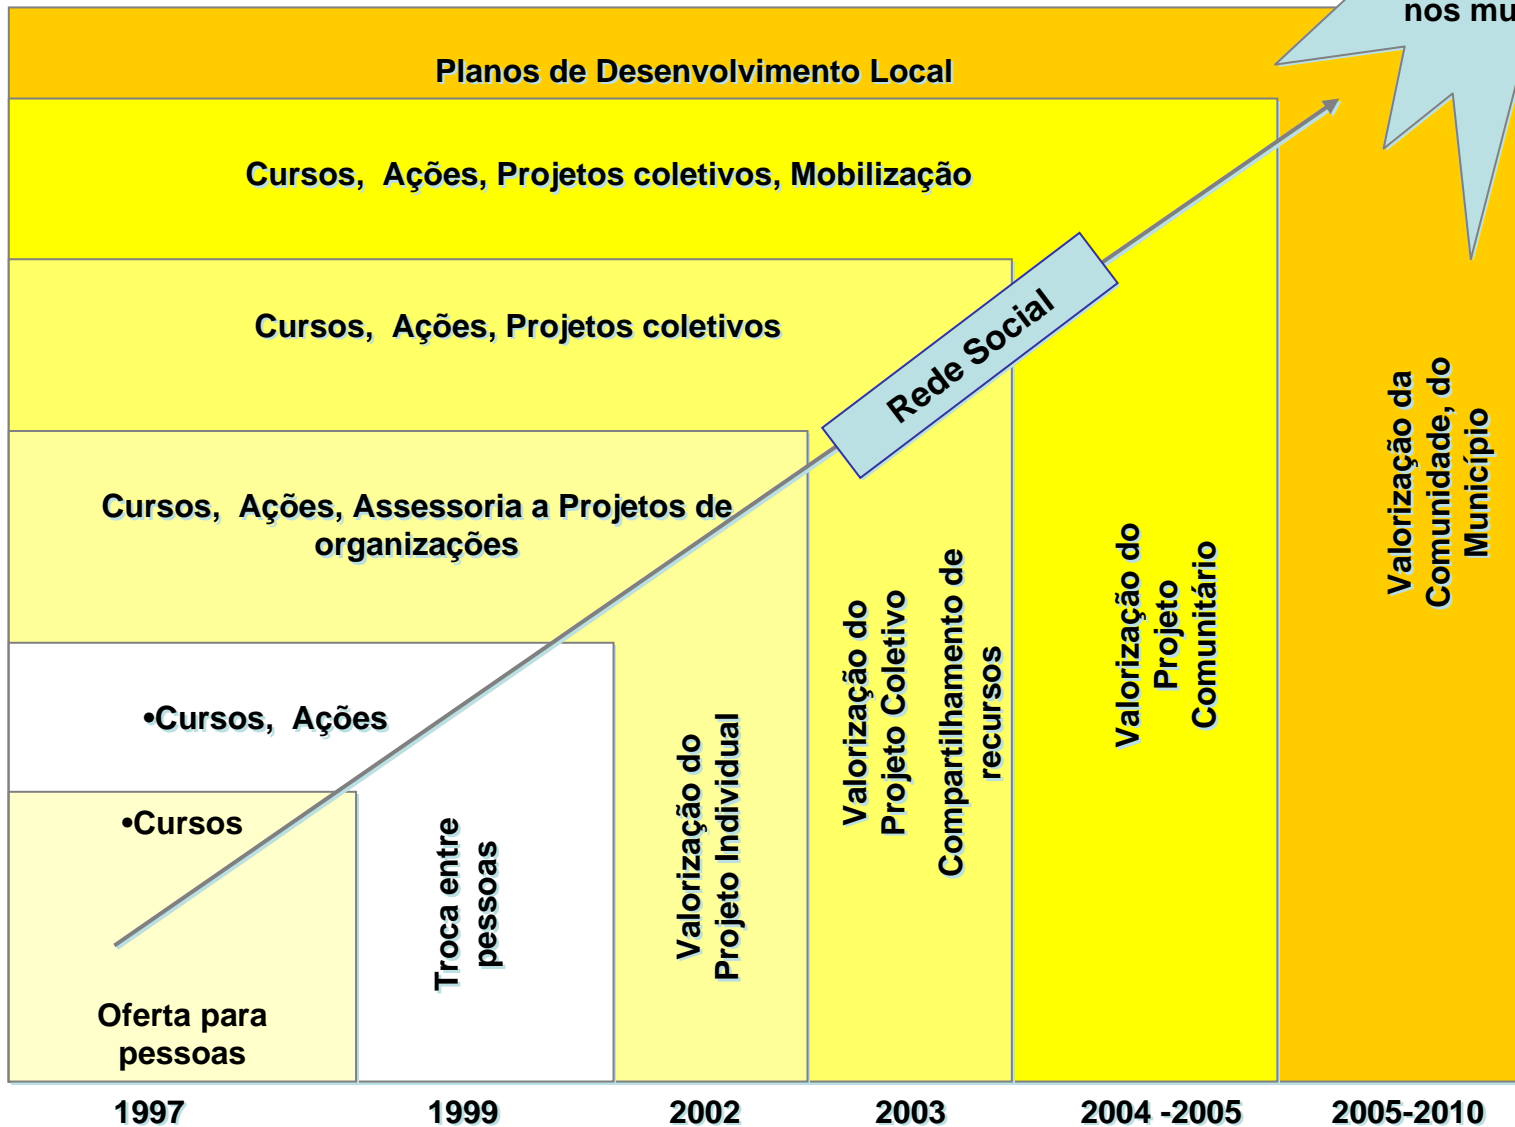 nos mu
Planos de Desenvolvimento Local
Cursos, Ações, Projetos coletivos, Mobilização
Cursos, Ações, Projetos coletivos
Rede Social
Cursos, Ações, Assessoria a Projetos de
organizações
•Cursos, Ações
•Cursos
Oferta para
pessoas
Troca entre
pessoas
Valorização do
Projeto Individual
Valorização do
Projeto Coletivo
Compartilhamento de
recursos
Valorização do
Projeto
Comunitário
Valorização da
Comunidade, do
Município
1997
1999
2002
2003
2004 -2005
2005-2010